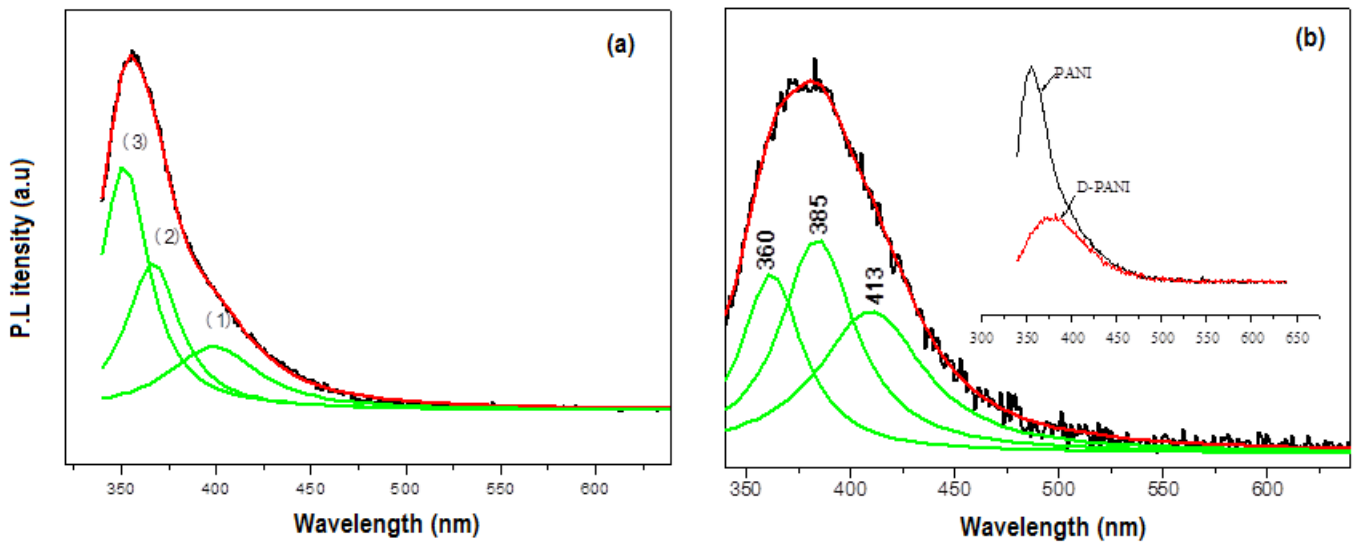 (a)
(3)
(2)
(1)
P.L itensity (a.u)
350 400 450 500 550 600
Wavelength (nm)
(b)
360
385
413
PANI
D-PANI
300 350 400 450 500 550 600 650
350 400 450 500 550 600
Wavelength (nm)